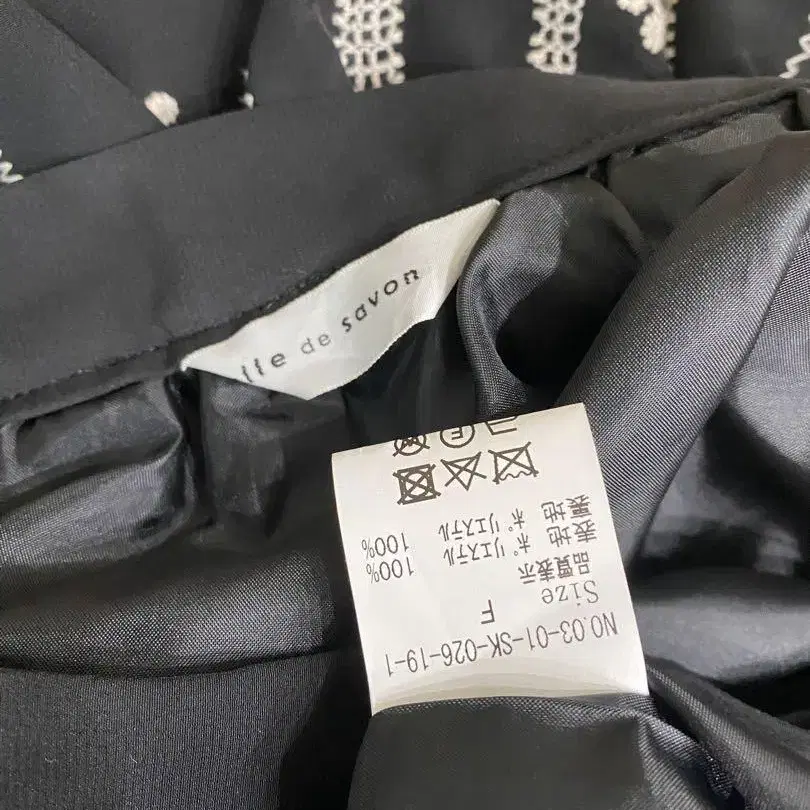 lle de savon
NO.03-01-SK-026-19-1
Size F
品質表示
表地 ポリエステル 100%
裏地 ポリエステル 100%